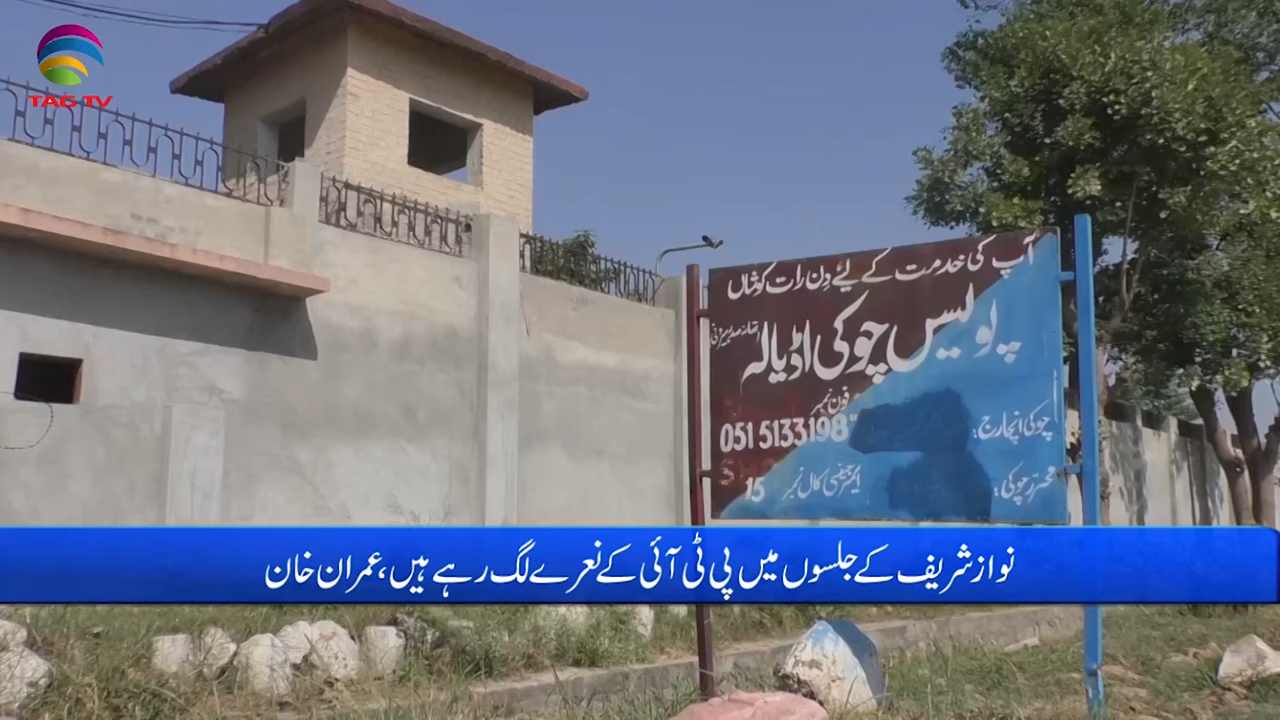 TAG TV
آپ کی خدمت کے لیئے دن رات کوشاں
پولیس چوکی اڈیالہ
فون نمبر
051 5133198
چوکی انچارج:
ایمرجینسی کال نمبر 15
محرر چوکی:
نواز شریف کے جلسوں میں پی ٹی آئی کے نعرے لگ رہے ہیں، عمران خان